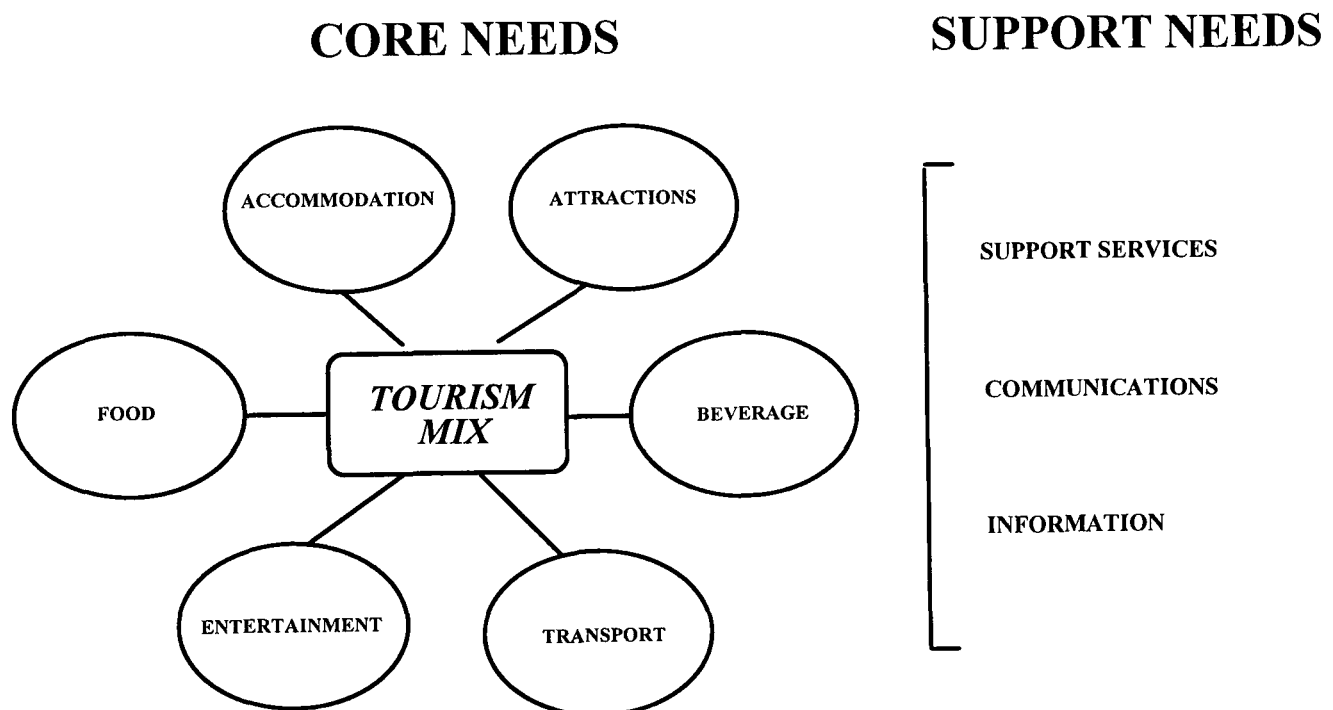 CORE NEEDS
SUPPORT NEEDS
ACCOMMODATION
ATTRACTIONS
SUPPORT SERVICES
FOOD
TOURISM
MIX
BEVERAGE
COMMUNICATIONS
INFORMATION
ENTERTAINMENT
TRANSPORT